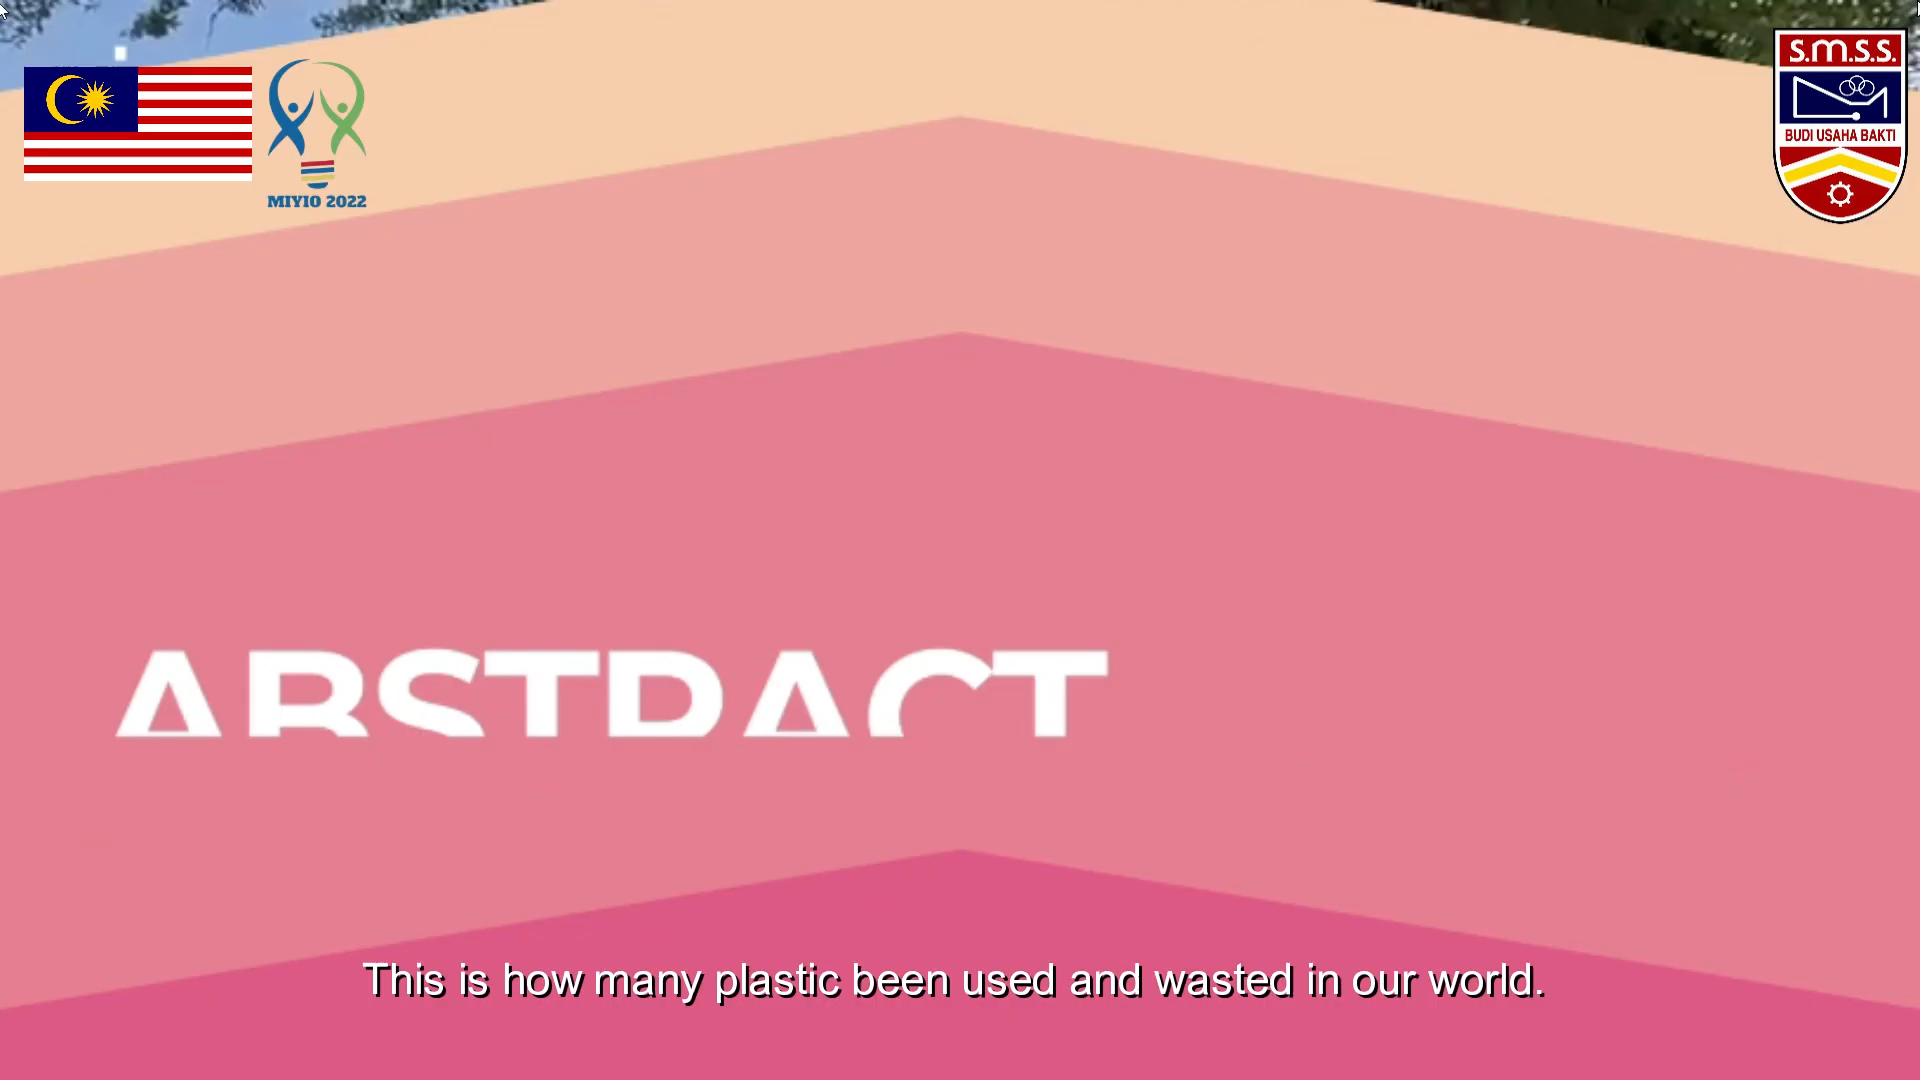 S.M.S.S.
BUDI USAHA BAKTI
MIYIO 2022
ABSTRACT
This is how many plastic been used and wasted in our world.